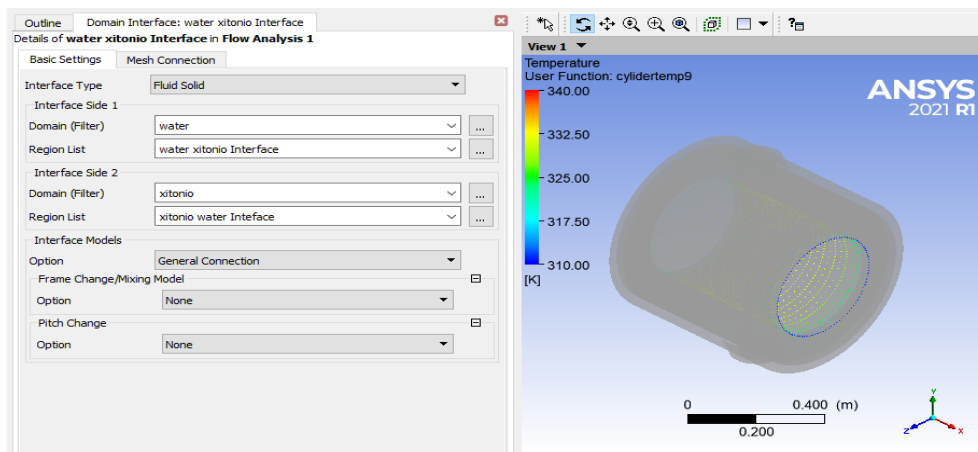 Outline
Domain Interface: water xitonio Interface
Details of water xitonio Interface in Flow Analysis 1
Basic Settings
Mesh Connection
Interface Type
Fluid Solid
Interface Side 1
Domain (Filter)
water
...
Region List
water xitonio Interface
...
Interface Side 2
Domain (Filter)
xitonio
...
Region List
xitonio water Inteface
...
Interface Models
Option
General Connection
Frame Change/Mixing Model
Option
None
Pitch Change
Option
None
View 1
Temperature
User Function: cylidertemp9
340.00
332.50
325.00
317.50
310.00
[K]
ANSYS
2021 R1
0
0.400 (m)
0.200
Y
Z
X